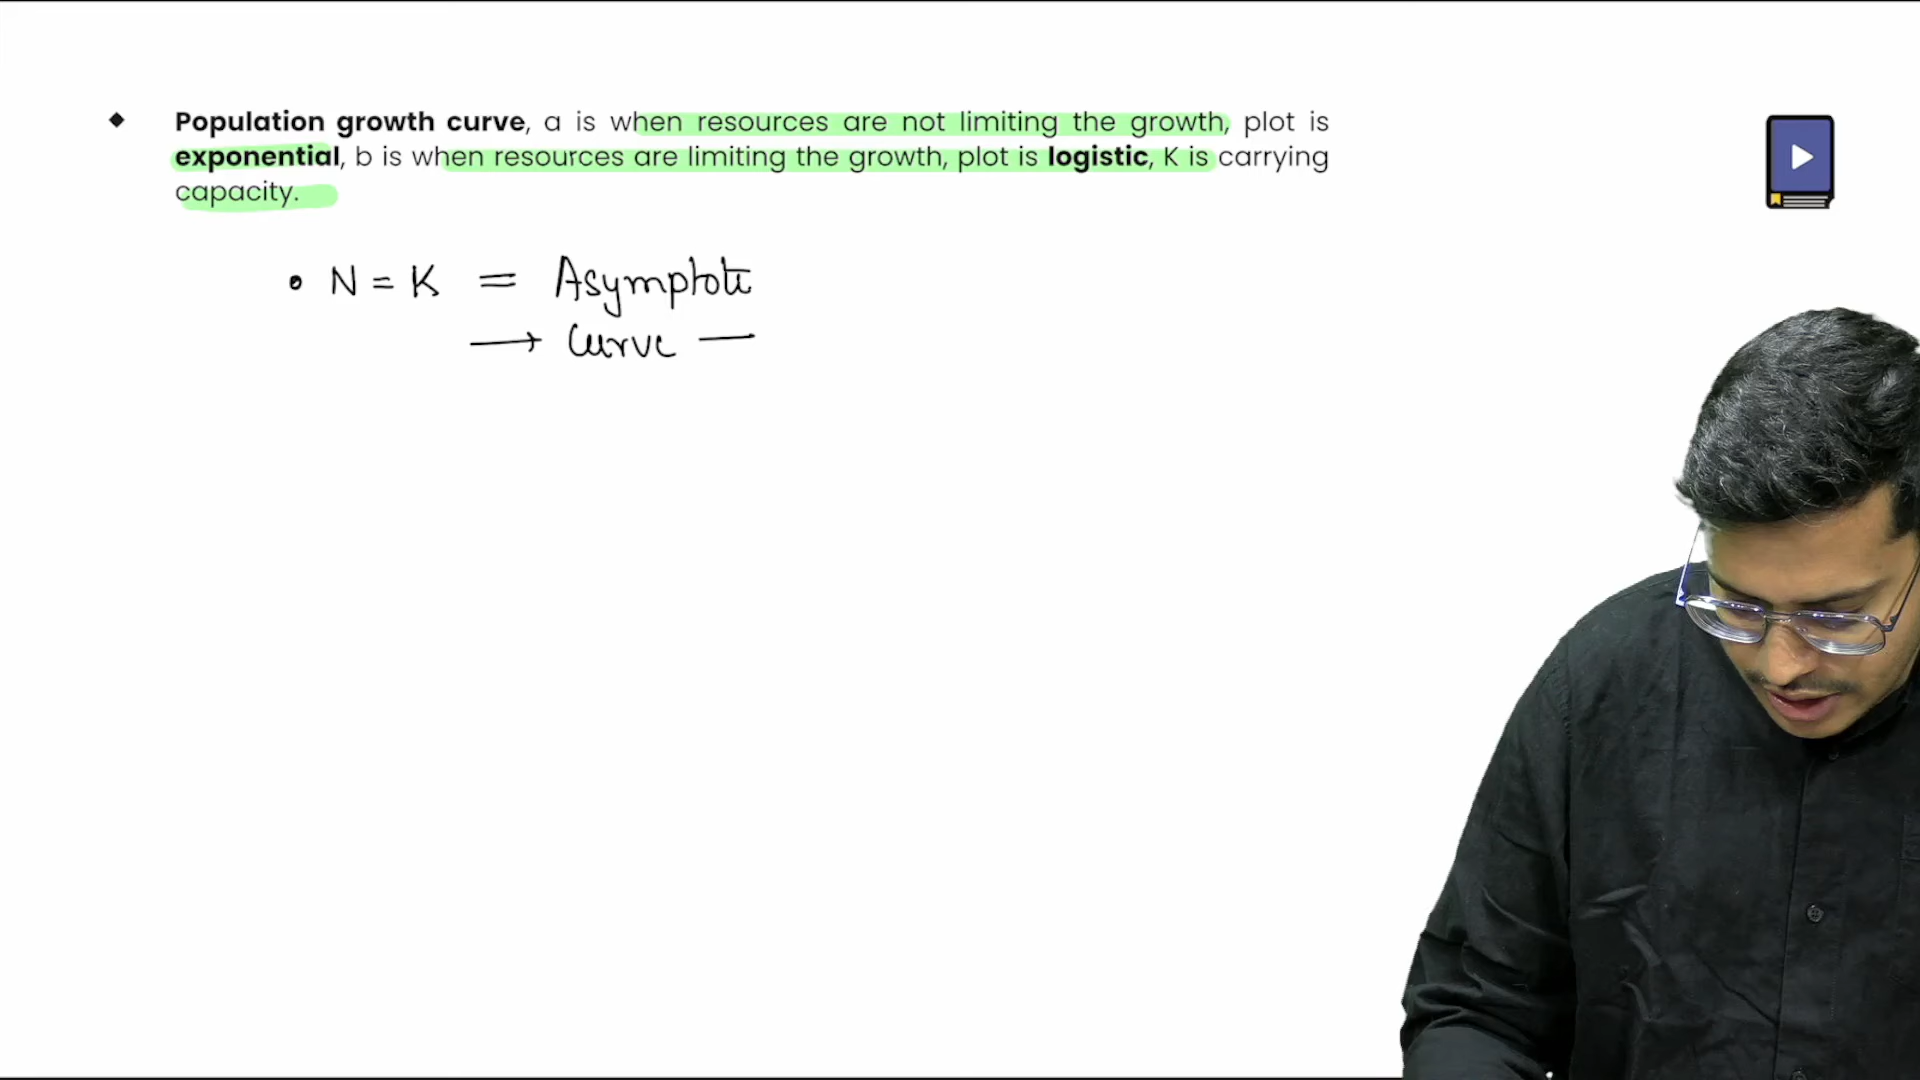 ◆ Population growth curve, a is when resources are not limiting the growth, plot is
exponential, b is when resources are limiting the growth, plot is logistic, K is carrying
capacity.
• N = K = Asymptote
→ Curve —